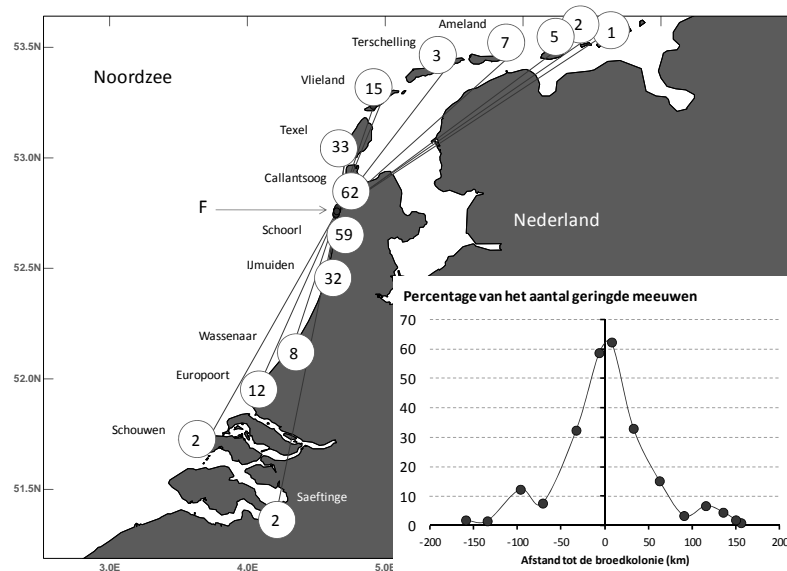 53.5N
53.0N
52.5N
52.0N
51.5N
3.0E
4.0E
5.0E
Noordzee
Nederland
Ameland
Terschelling
Vlieland
Texel
Callantsoog
F
Schoorl
IJmuiden
Wassenaar
Europoort
Schouwen
Saeftinge
1
2
5
7
3
15
33
62
59
32
8
12
2
2
Percentage van het aantal geringde meeuwen
70
60
50
40
30
20
10
0
-200
-150
-100
-50
0
50
100
150
200
Afstand tot de broedkolonie (km)